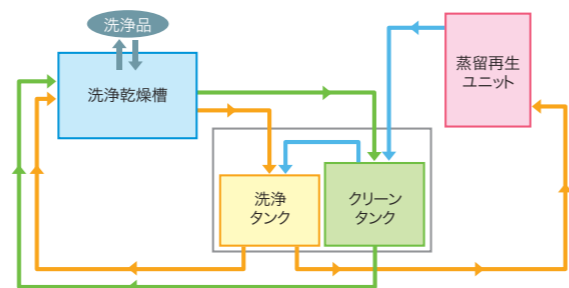 洗浄品
洗浄乾燥槽
蒸留再生
ユニット
洗浄
タンク
クリーン
タンク